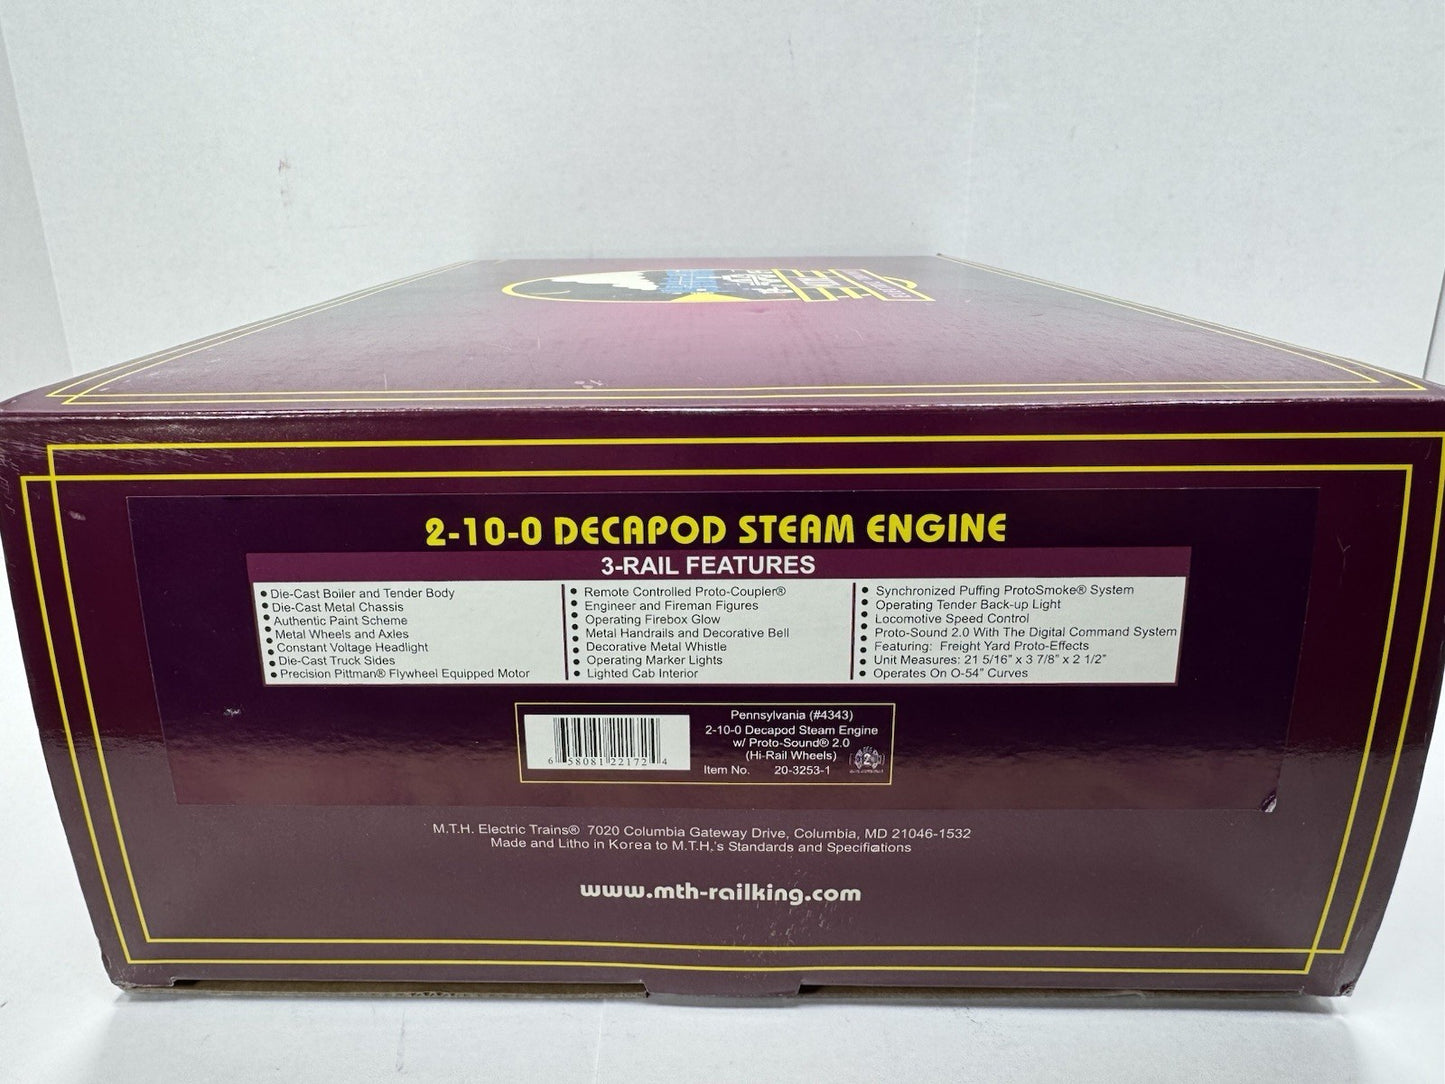 2-10-0 DECAPOD STEAM ENGINE
3-RAIL FEATURES
• Die-Cast Boiler and Tender Body
• Die-Cast Metal Chassis
• Authentic Paint Scheme
• Metal Wheels and Axles
• Constant Voltage Headlight
• Die-Cast Truck Sides
• Precision Pittman® Flywheel Equipped Motor
• Remote Controlled Proto-Coupler®
• Engineer and Fireman Figures
• Operating Firebox Glow
• Metal Handrails and Decorative Bell
• Decorative Metal Whistle
• Operating Marker Lights
• Lighted Cab Interior
• Synchronized Puffing ProtoSmoke® System
• Operating Tender Back-up Light
• Locomotive Speed Control
• Proto-Sound 2.0 With The Digital Command System
• Featuring: Freight Yard Proto-Effects
• Unit Measures: 21 5/16" x 3 7/8" x 2 1/2"
• Operates On O-54" Curves
6 58081 22172 4
Pennsylvania (#4343)
2-10-0 Decapod Steam Engine
w/ Proto-Sound® 2.0
(Hi-Rail Wheels)
Item No. 20-3253-1
M.T.H. Electric Trains® 7020 Columbia Gateway Drive, Columbia, MD 21046-1532
Made and Litho in Korea to M.T.H.'s Standards and Specifications
www.mth-railking.com